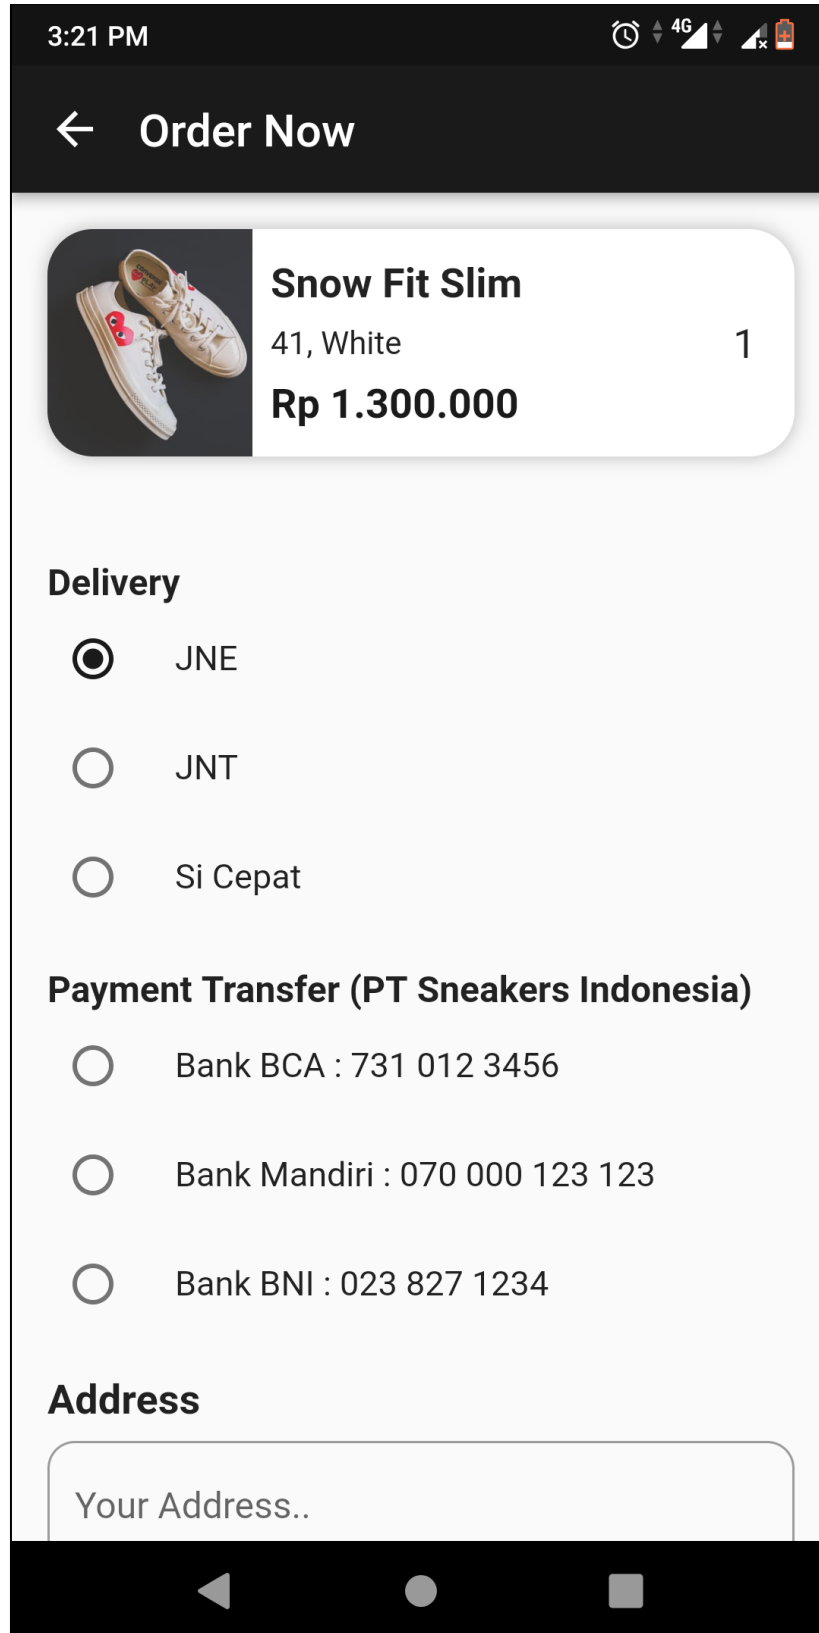 3:21 PM
4G
Order Now
Snow Fit Slim
41, White
1
Rp 1.300.000
Delivery
JNE
JNT
Si Cepat
Payment Transfer (PT Sneakers Indonesia)
Bank BCA : 731 012 3456
Bank Mandiri : 070 000 123 123
Bank BNI : 023 827 1234
Address
Your Address..